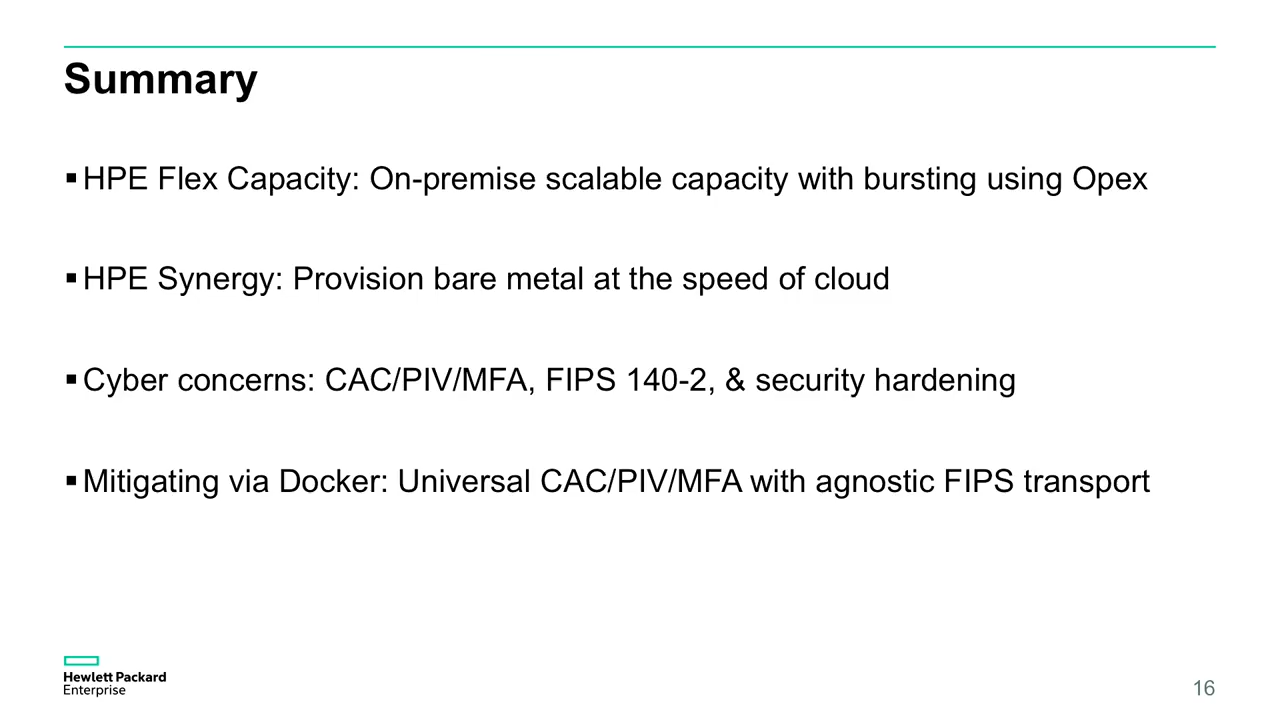 Summary
▪ HPE Flex Capacity: On-premise scalable capacity with bursting using Opex
▪ HPE Synergy: Provision bare metal at the speed of cloud
▪ Cyber concerns: CAC/PIV/MFA, FIPS 140-2, & security hardening
▪ Mitigating via Docker: Universal CAC/PIV/MFA with agnostic FIPS transport
Hewlett Packard
Enterprise
16